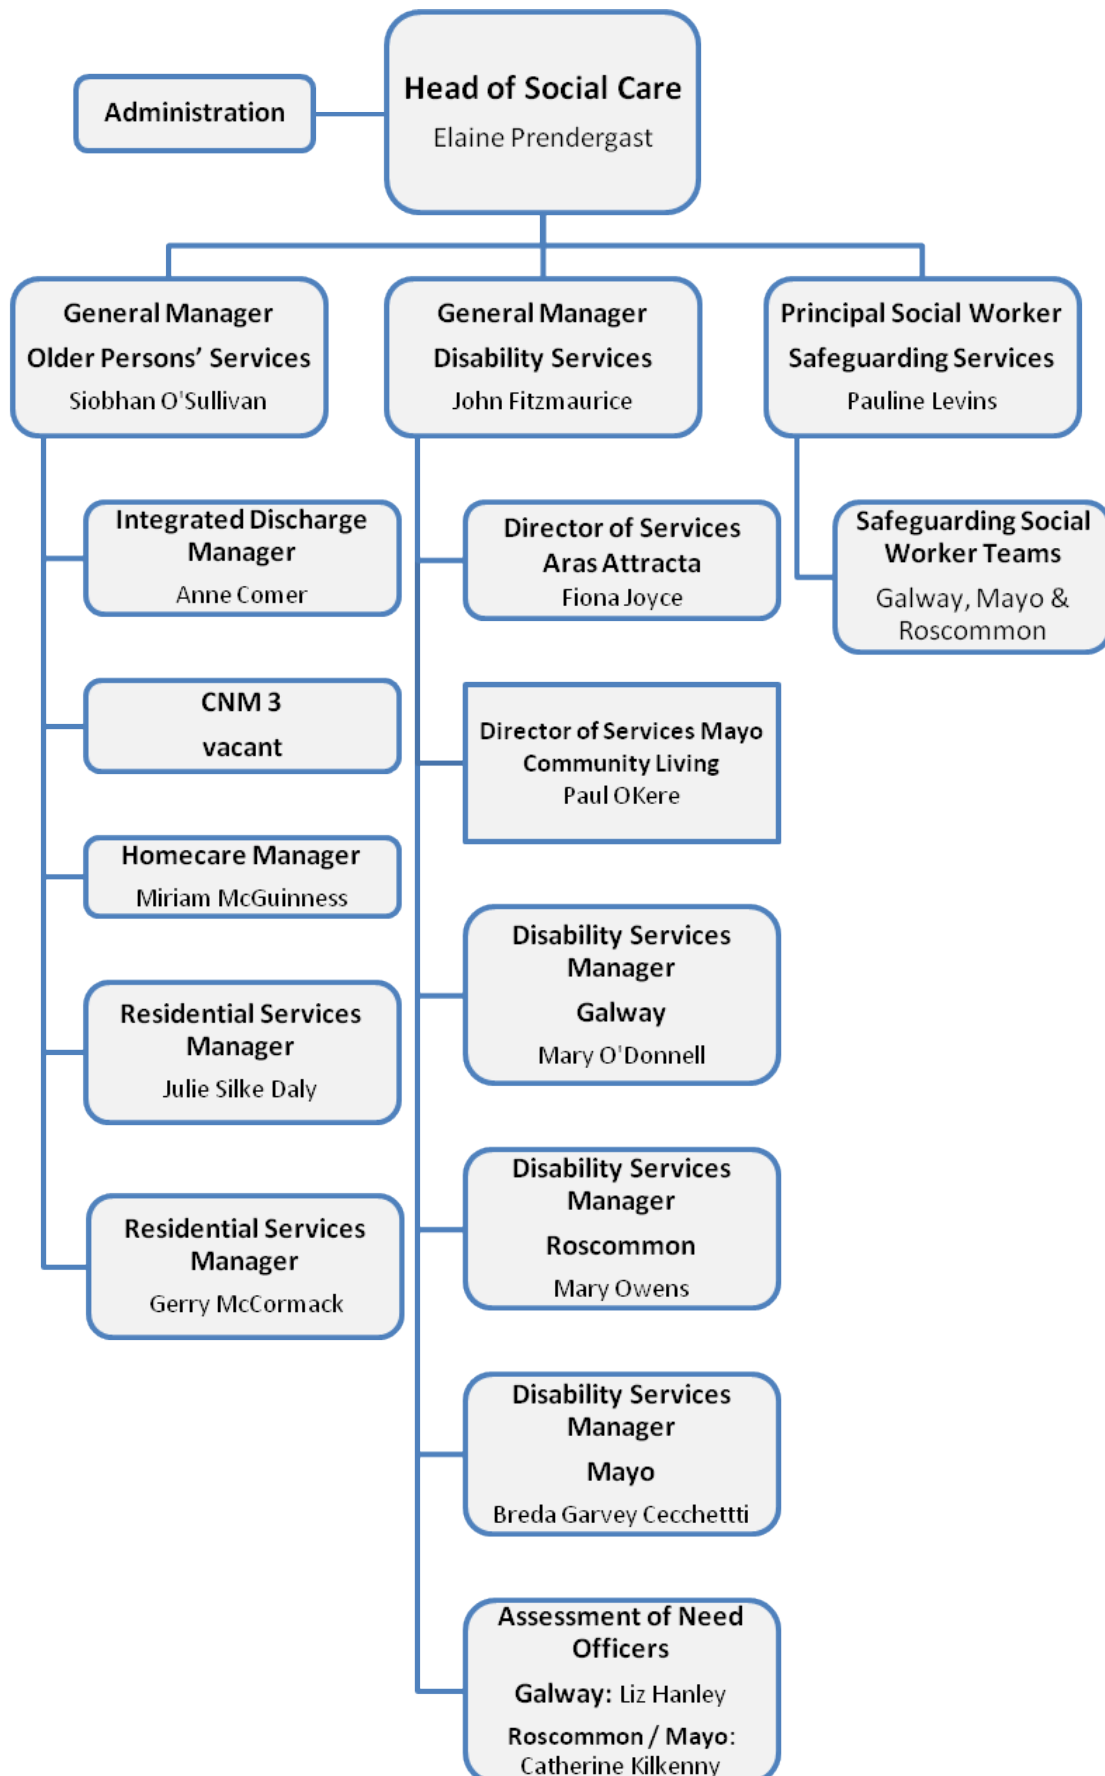 Administration
Head of Social Care
Elaine Prendergast
General Manager
Older Persons’ Services
Siobhan O'Sullivan
General Manager
Disability Services
John Fitzmaurice
Principal Social Worker
Safeguarding Services
Pauline Levins
Integrated Discharge
Manager
Anne Comer
CNM 3
vacant
Homecare Manager
Miriam McGuinness
Residential Services
Manager
Julie Silke Daly
Residential Services
Manager
Gerry McCormack
Director of Services
Aras Attracta
Fiona Joyce
Director of Services Mayo
Community Living
Paul OKere
Disability Services
Manager
Galway
Mary O'Donnell
Disability Services
Manager
Roscommon
Mary Owens
Disability Services
Manager
Mayo
Breda Garvey Cecchettti
Assessment of Need
Officers
Galway: Liz Hanley
Roscommon / Mayo:
Catherine Kilkenny
Safeguarding Social
Worker Teams
Galway, Mayo &
Roscommon